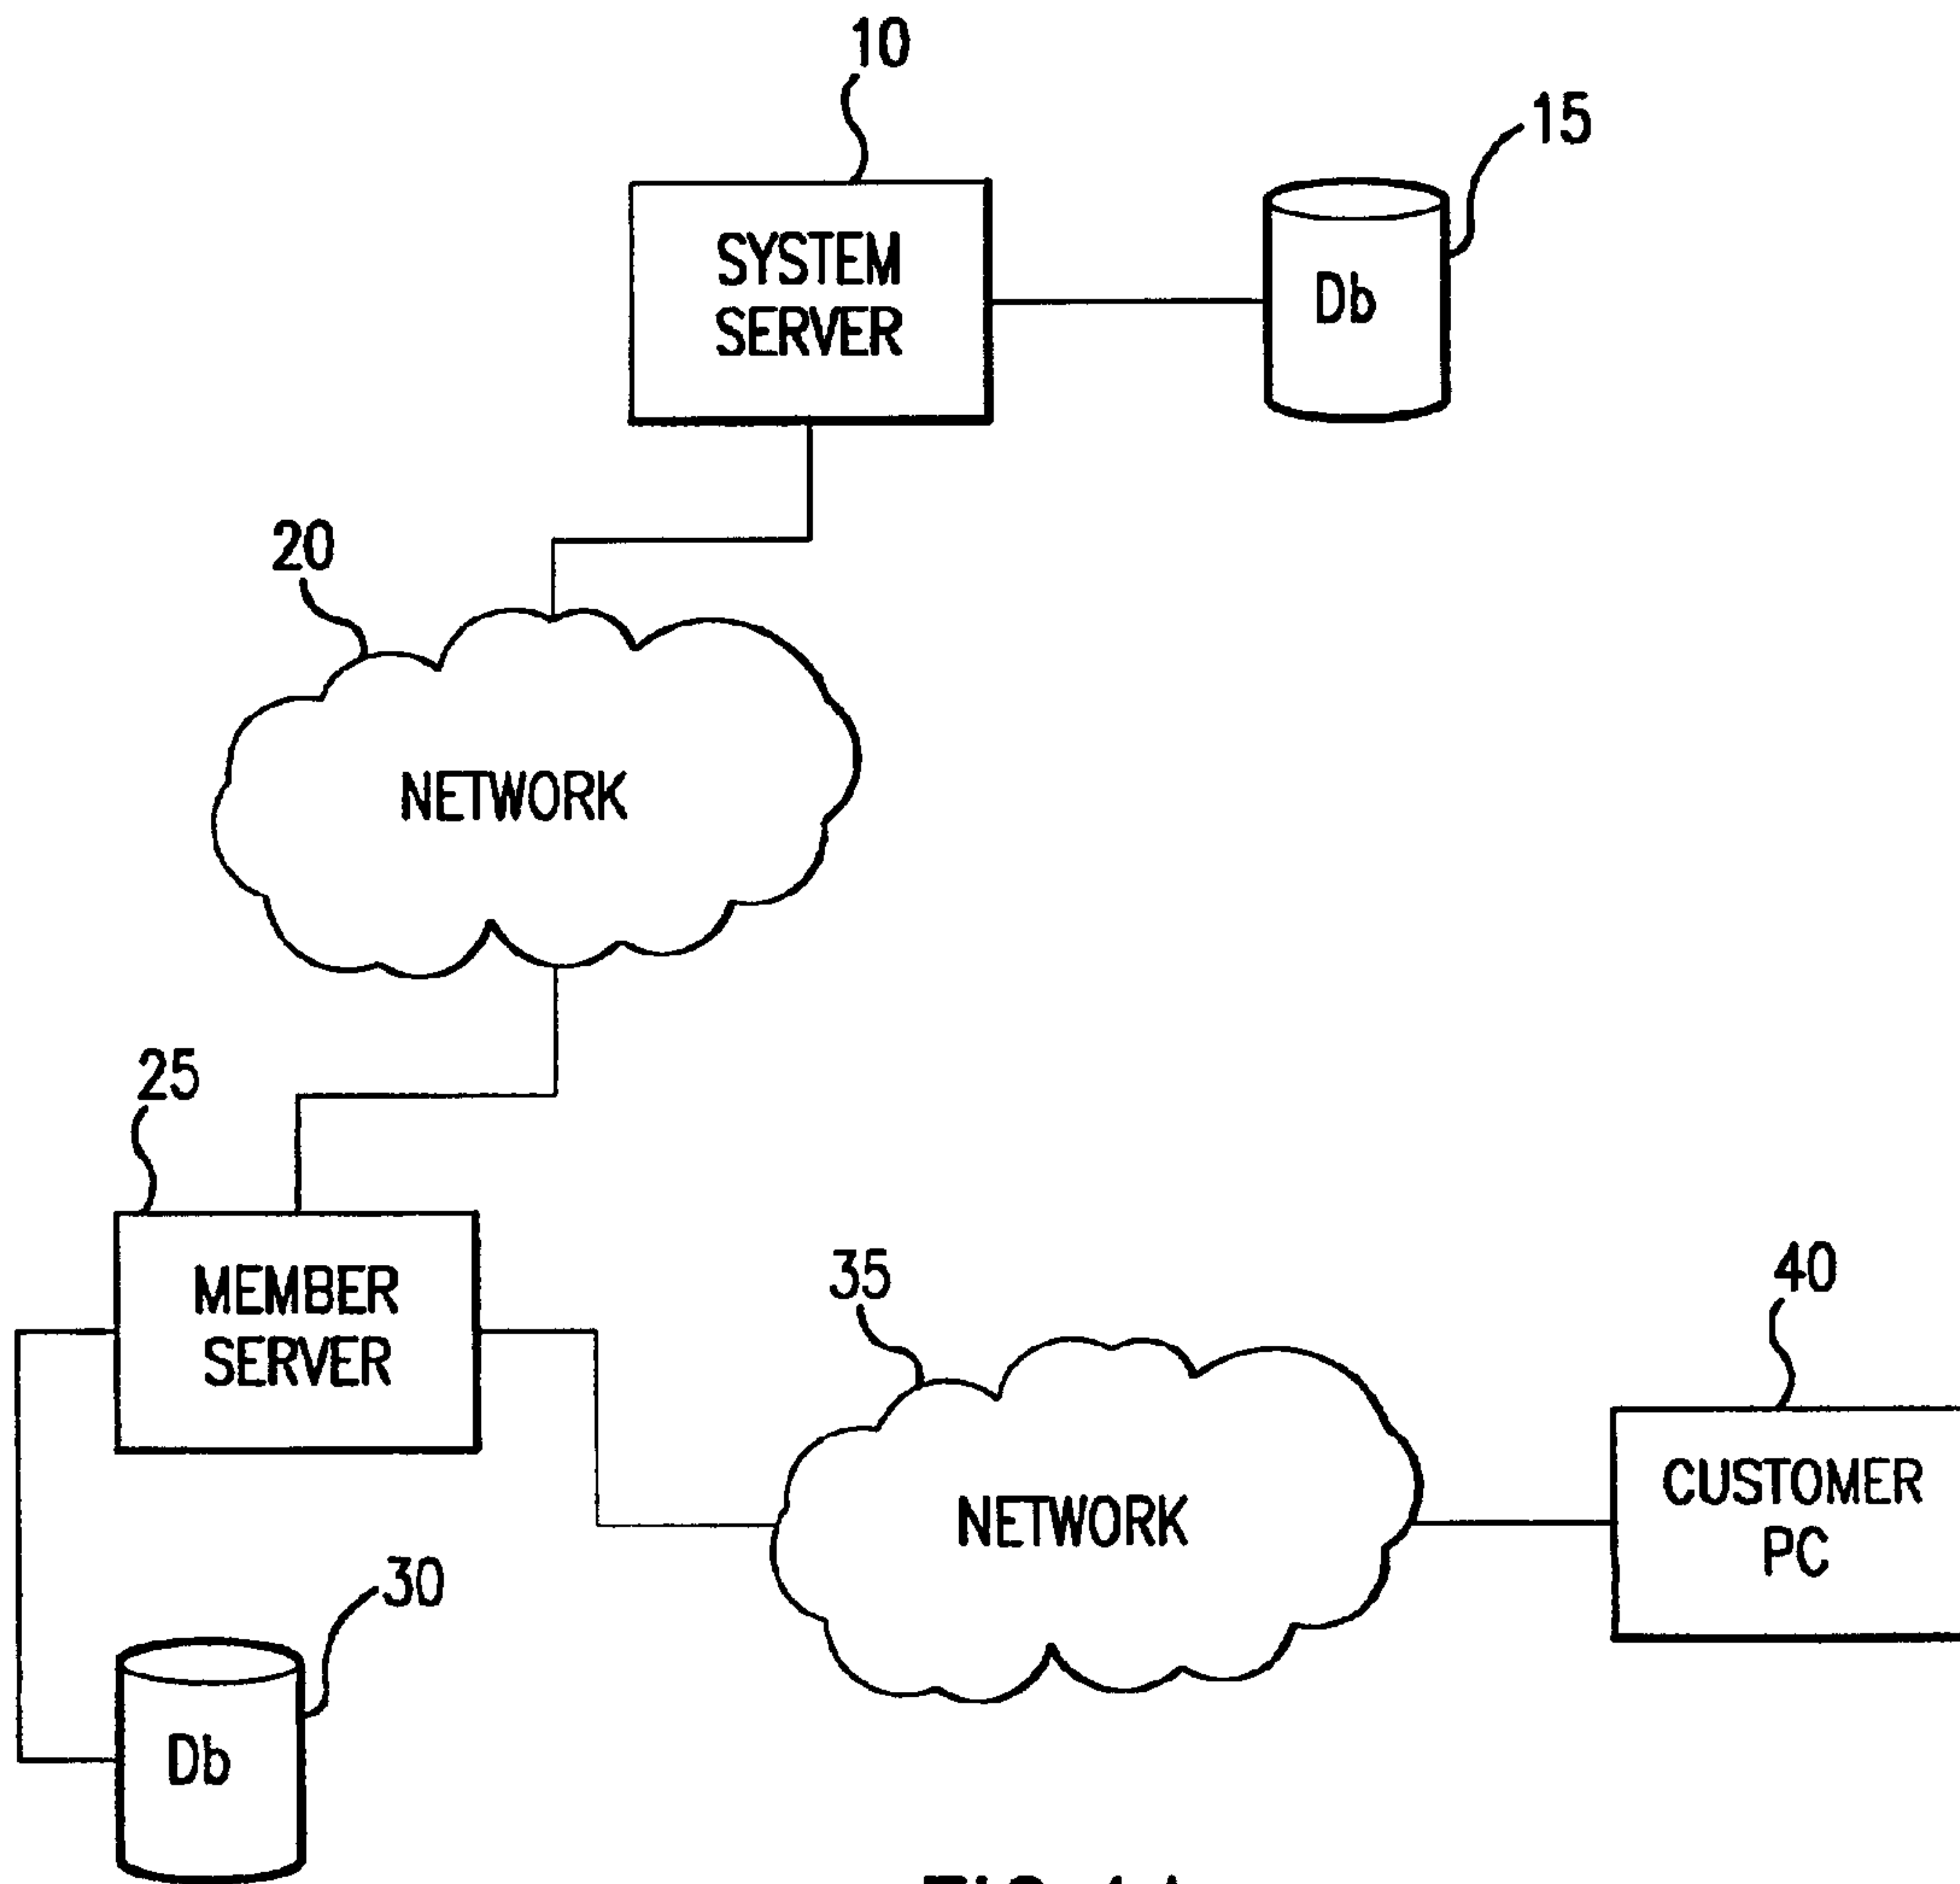 10
15
SYSTEM
SERVER
Db
20
NETWORK
25
MEMBER
SERVER
35
40
NETWORK
CUSTOMER
PC
30
Db